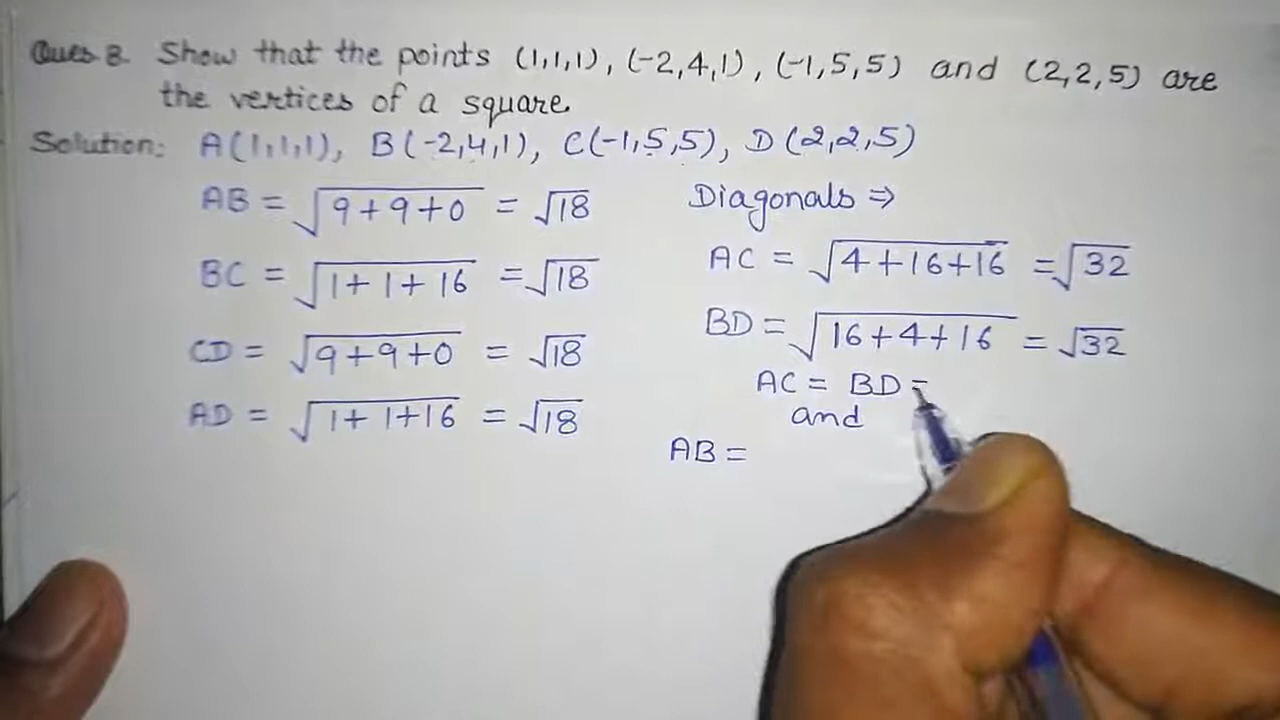 Ques 8. Show that the points (1,1,1), (-2,4,1), (-1,5,5) and (2,2,5) are
the vertices of a square.
Solution: A(1,1,1), B(-2,4,1), C(-1,5,5), D(2,2,5)
AB = √9+9+0 = √18
BC = √1+1+16 = √18
CD = √9+9+0 = √18
AD = √1+1+16 = √18
Diagonals ⇒
AC = √4+16+16 = √32
BD = √16+4+16 = √32
AC = BD =
and
AB =